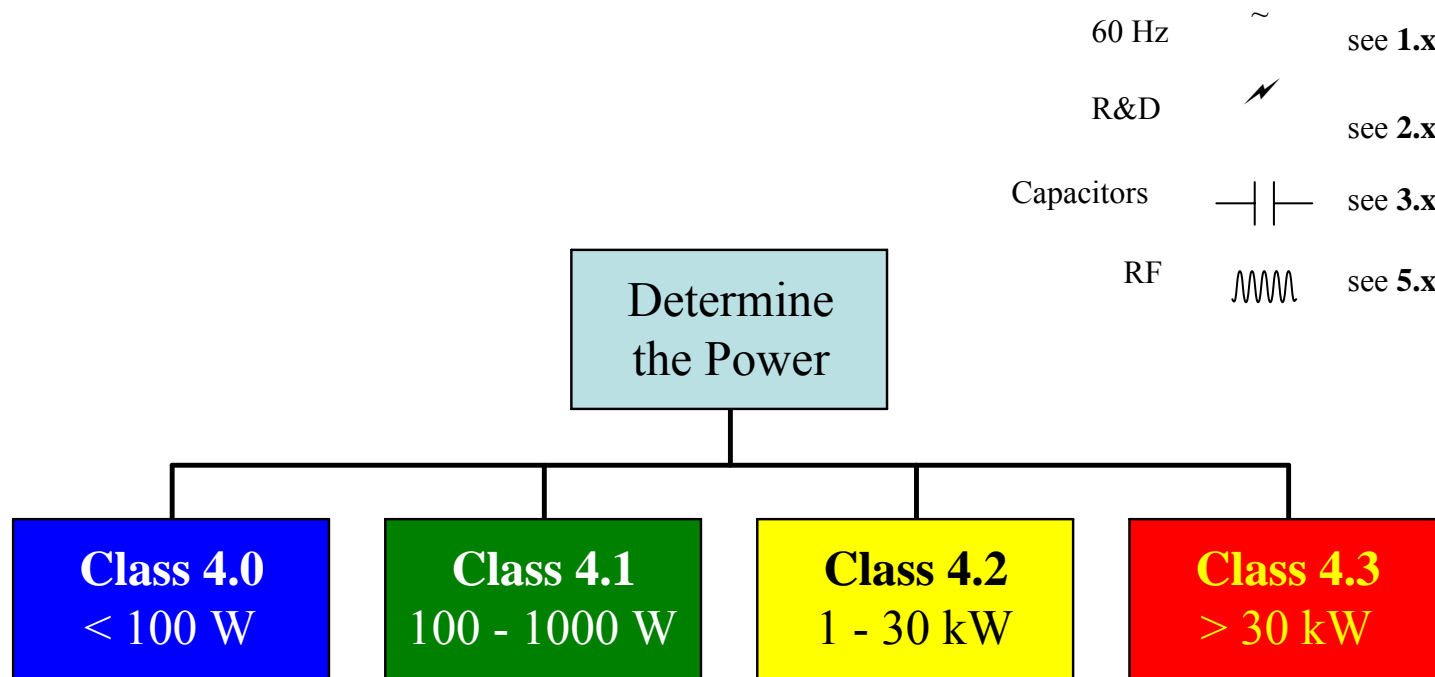 60 Hz ~ see 1.x
R&D see 2.x
Capacitors see 3.x
RF see 5.x
Determine
the Power
Class 4.0
< 100 W
Class 4.1
100 - 1000 W
Class 4.2
1 - 30 kW
Class 4.3
> 30 kW